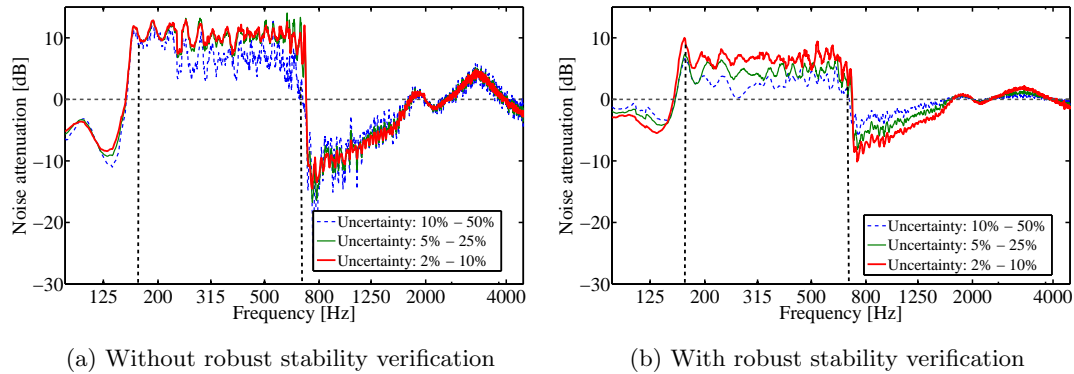 10
0
−10
−20
−30
Noise attenuation [dB]
Uncertainty: 10% − 50%
Uncertainty: 5% − 25%
Uncertainty: 2% − 10%
125 200 315 500 800 1250 2000 4000
Frequency [Hz]
(a) Without robust stability verification
10
0
−10
−20
−30
Noise attenuation [dB]
Uncertainty: 10% − 50%
Uncertainty: 5% − 25%
Uncertainty: 2% − 10%
125 200 315 500 800 1250 2000 4000
Frequency [Hz]
(b) With robust stability verification